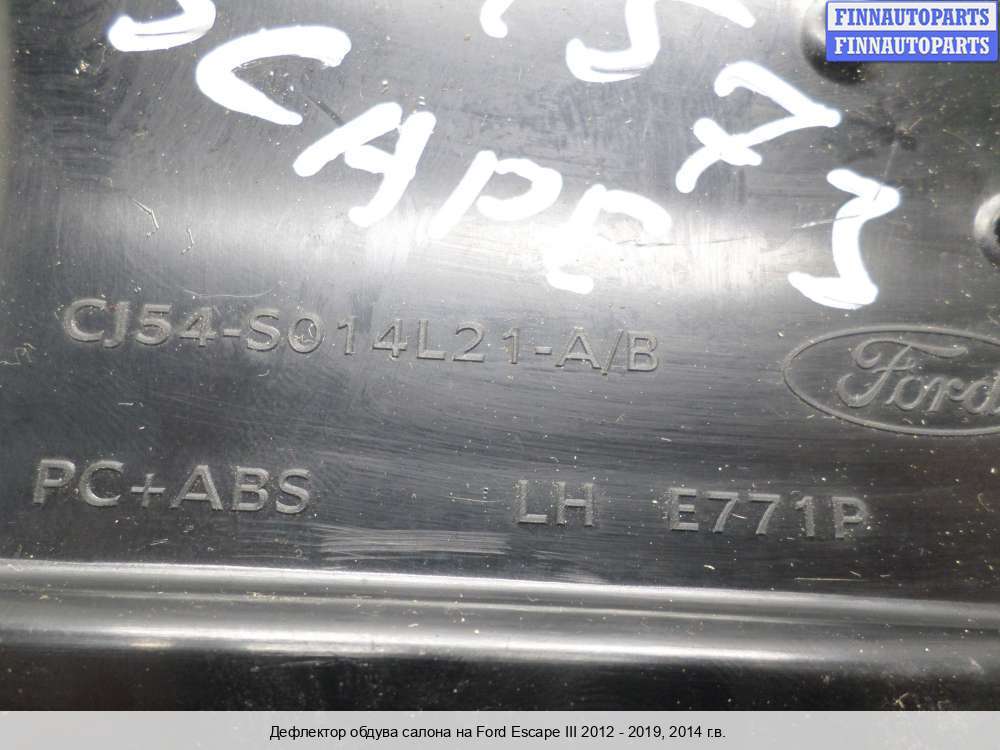 FINNAUTOPARTS
FINNAUTOPARTS
CJ54-S014L21-A/B
Ford
PC+ABS LH E771P
Дефлектор обдува салона на Ford Escape III 2012 - 2019, 2014 г.в.